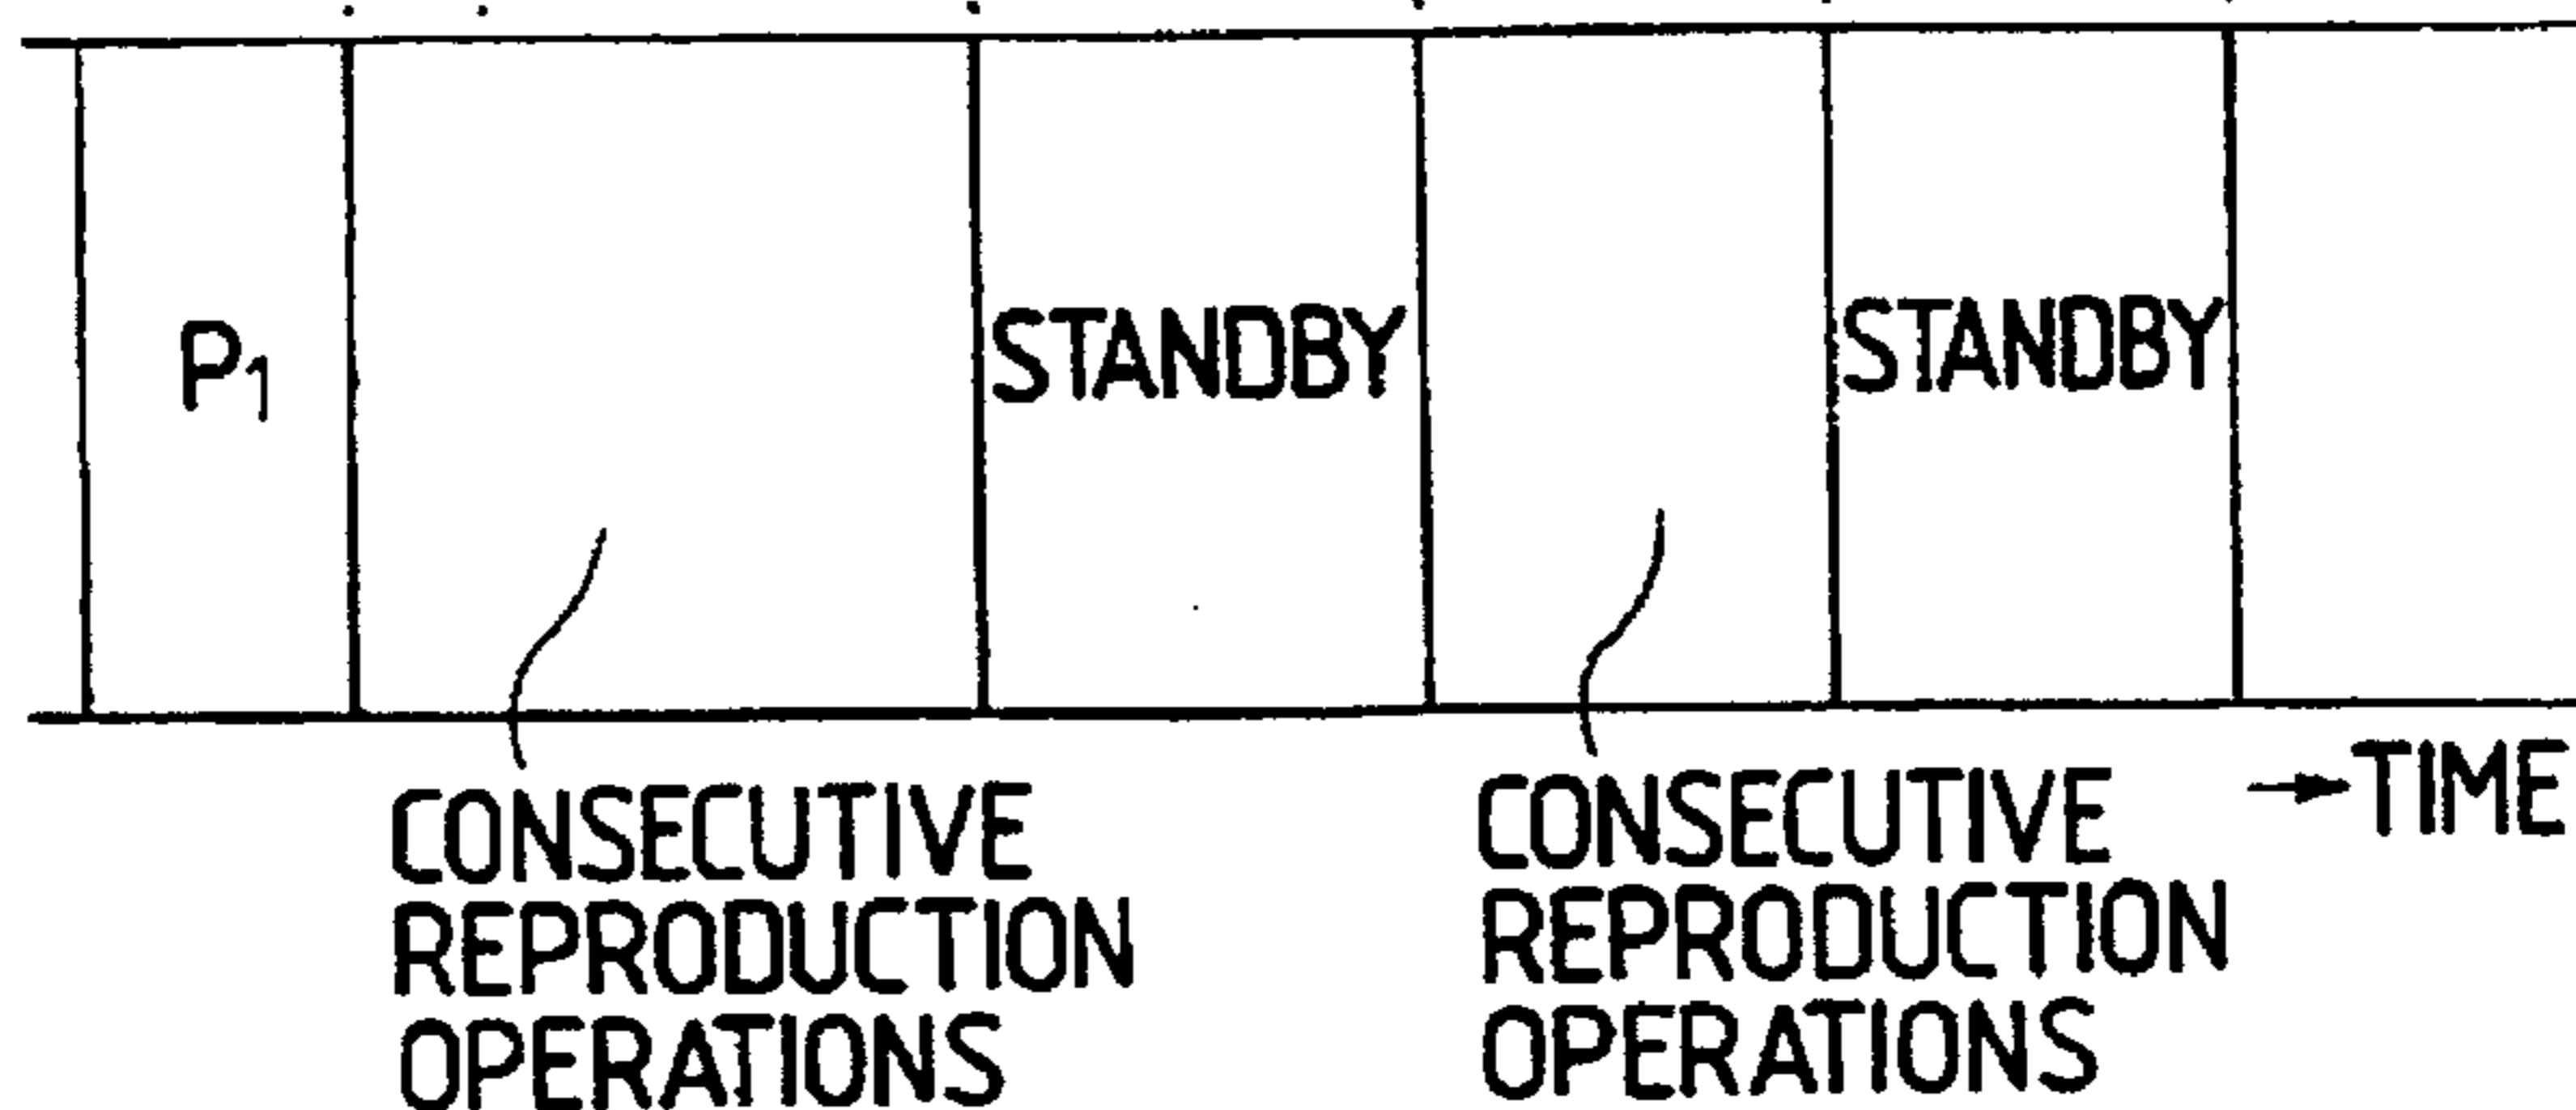 P1
STANDBY
STANDBY
CONSECUTIVE
REPRODUCTION
OPERATIONS
CONSECUTIVE
REPRODUCTION
OPERATIONS
→TIME